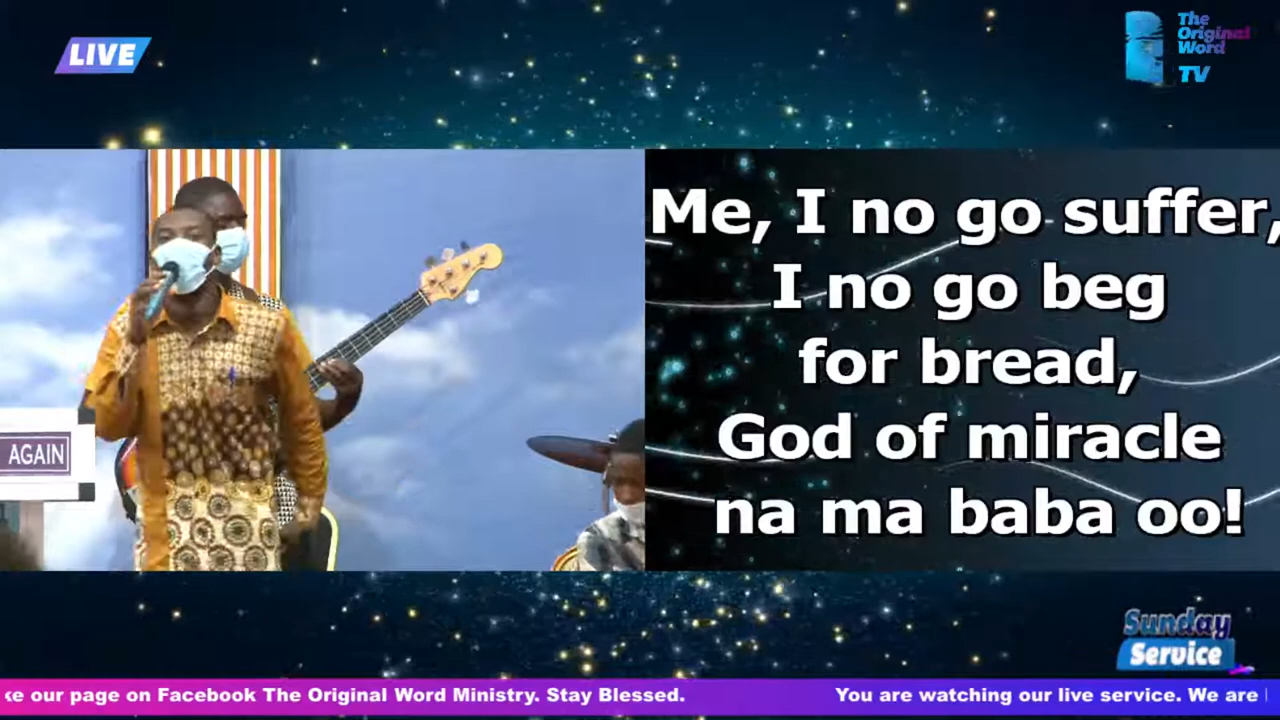 LIVE
The
Original
Word
TV
Me, I no go suffer,
I no go beg
for bread,
God of miracle
na ma baba oo!
AGAIN
Sunday
Service
ke our page on Facebook The Original Word Ministry. Stay Blessed.
You are watching our live service. We are